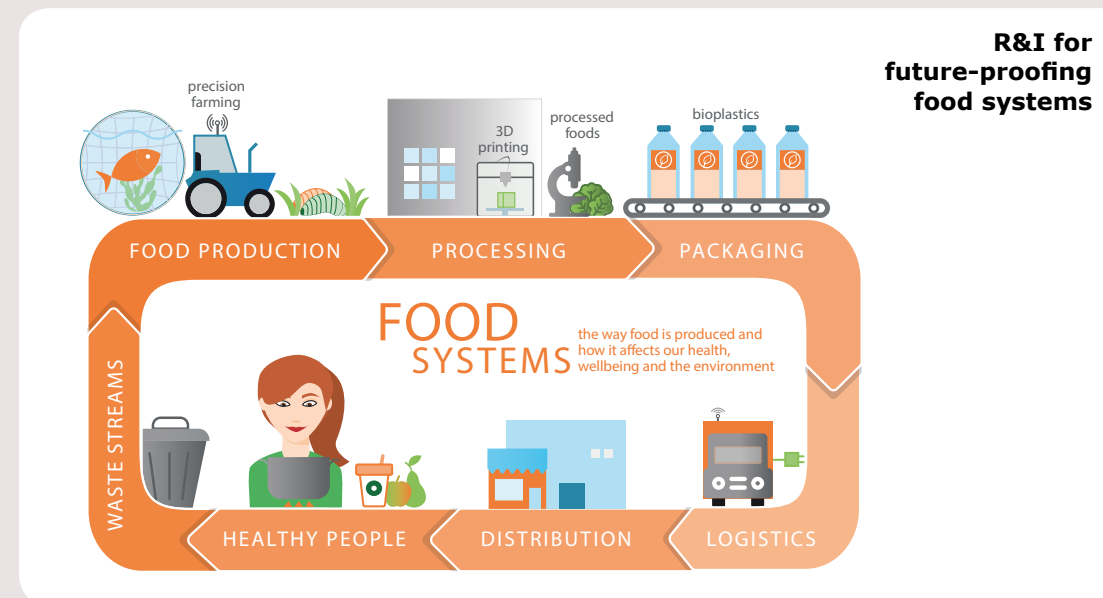 R&I for
future-proofing
food systems
precision
farming
3D
printing
processed
foods
bioplastics
FOOD PRODUCTION
PROCESSING
PACKAGING
FOOD
SYSTEMS
the way food is produced and
how it affects our health,
wellbeing and the environment
WASTE STREAMS
HEALTHY PEOPLE
DISTRIBUTION
LOGISTICS